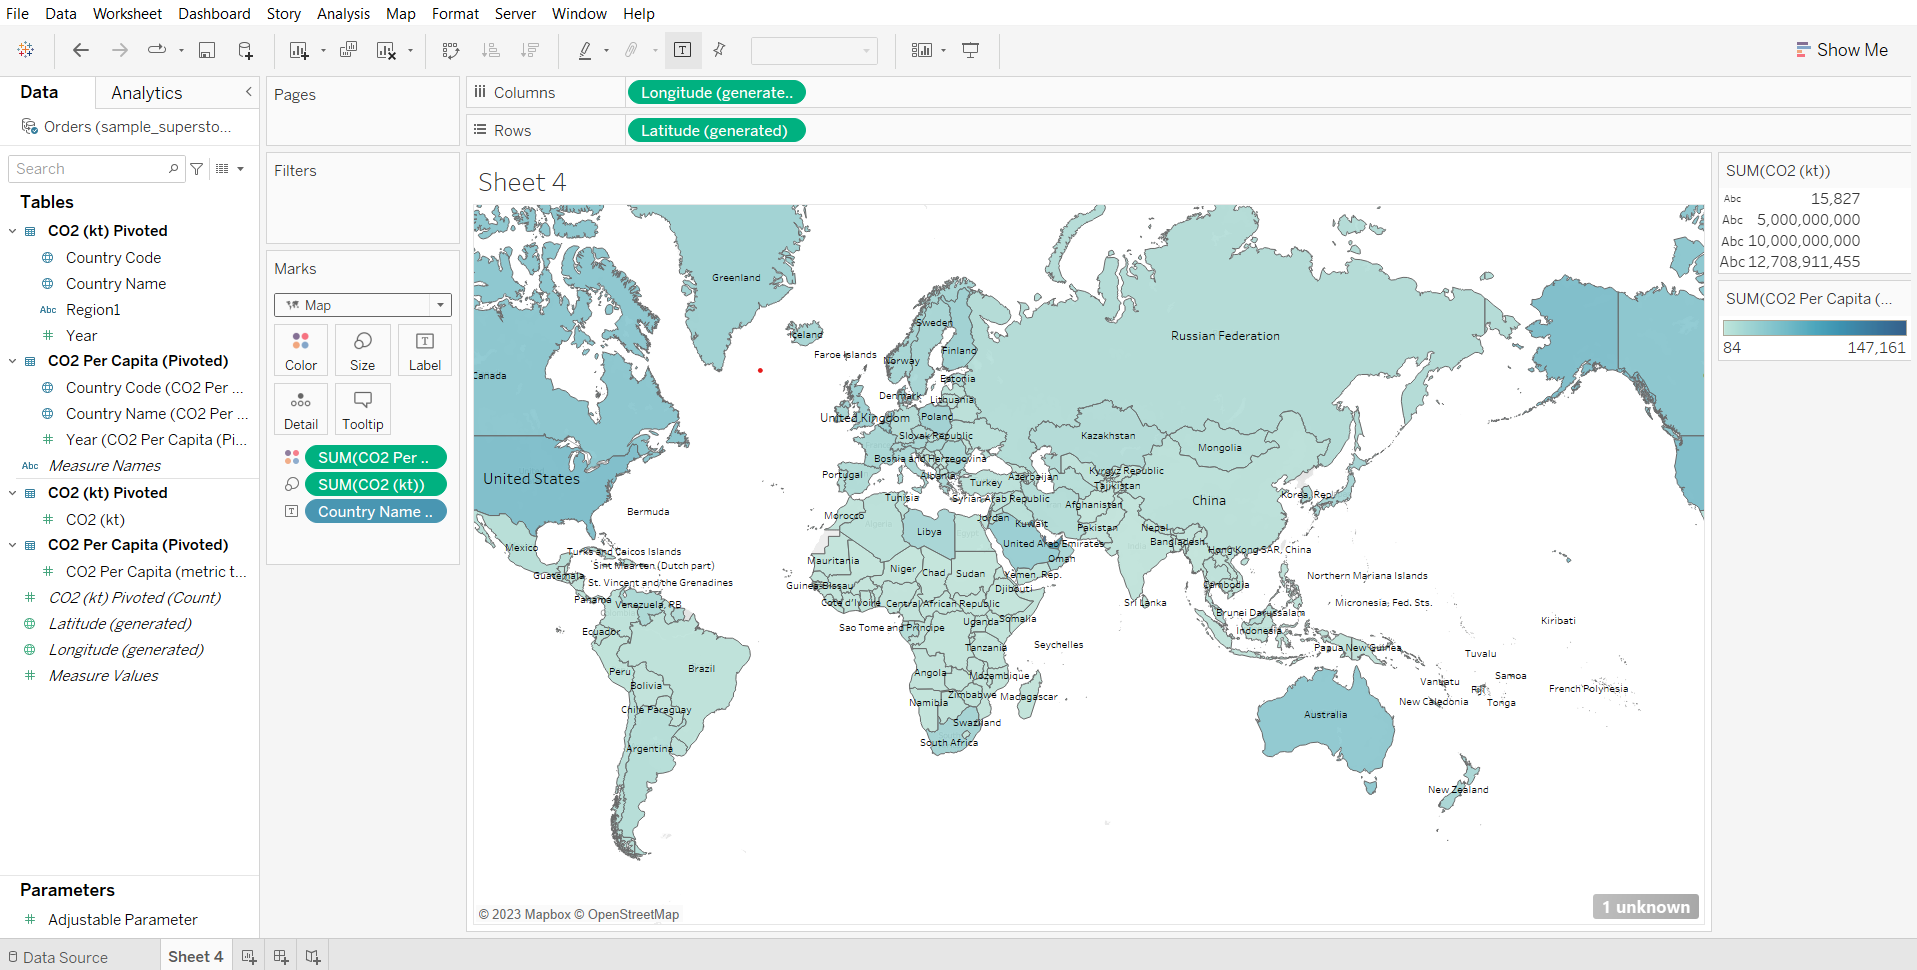 File Data Worksheet Dashboard Story Analysis Map Format Server Window Help
Show Me
Data
Analytics
Orders (sample_supersto...
Search
Tables
CO2 (kt) Pivoted
Country Code
Country Name
Abc Region1
Year
CO2 Per Capita (Pivoted)
Country Code (CO2 Per ...
Country Name (CO2 Per ...
Year (CO2 Per Capita (Pi...
Abc Measure Names
CO2 (kt) Pivoted
CO2 (kt)
CO2 Per Capita (Pivoted)
CO2 Per Capita (metric t...
CO2 (kt) Pivoted (Count)
Latitude (generated)
Longitude (generated)
Measure Values
Parameters
Adjustable Parameter
Pages
Filters
Marks
Map
Color Size Label
Detail Tooltip
SUM(CO2 Per ..
SUM(CO2 (kt))
Country Name ..
Columns Longitude (generate..
Rows Latitude (generated)
Sheet 4
Greenland
Iceland
Sweden
Russian Federation
Faroe Islands
Norway
Finland
Canada
Estonia
Denmark
Lithuania
United Kingdom
Poland
Slovak Republic
Kazakhstan
Mongolia
Bosnia and Herzegovina
United States
Portugal
Albania
Turkey
Azerbaijan
Kyrgyz Republic
Tajikistan
Tunisia
Syrian Arab Republic
Afghanistan
China
Korea, Rep.
Bermuda
Morocco
Algeria
Libya
Egypt
Jordan
Kuwait
Pakistan
Nepal
India
Mexico
Turks and Caicos Islands
United Arab Emirates
Bangladesh
Hong Kong SAR, China
Sint Maarten (Dutch part)
Mauritania
Oman
Guatemala
St. Vincent and the Grenadines
Niger
Chad
Sudan
Yemen, Rep.
Northern Mariana Islands
Guinea-Bissau
Djibouti
Cambodia
Panama
Venezuela, RB
Cote d'Ivoire
Central African Republic
Sri Lanka
Micronesia, Fed. Sts.
Brunei Darussalam
Ecuador
Sao Tome and Principe
Uganda
Somalia
Indonesia
Kiribati
Tanzania
Seychelles
Papua New Guinea
Tuvalu
Peru
Brazil
Angola
Mozambique
Samoa
Bolivia
Vanuatu
Fiji
French Polynesia
Zimbabwe
Madagascar
Namibia
New Caledonia
Tonga
Chile
Paraguay
Australia
Swaziland
South Africa
Argentina
New Zealand
© 2023 Mapbox © OpenStreetMap
1 unknown
SUM(CO2 (kt))
Abc 15,827
Abc 5,000,000,000
Abc 10,000,000,000
Abc 12,708,911,455
SUM(CO2 Per Capita (...
84 147,161
Data Source
Sheet 4